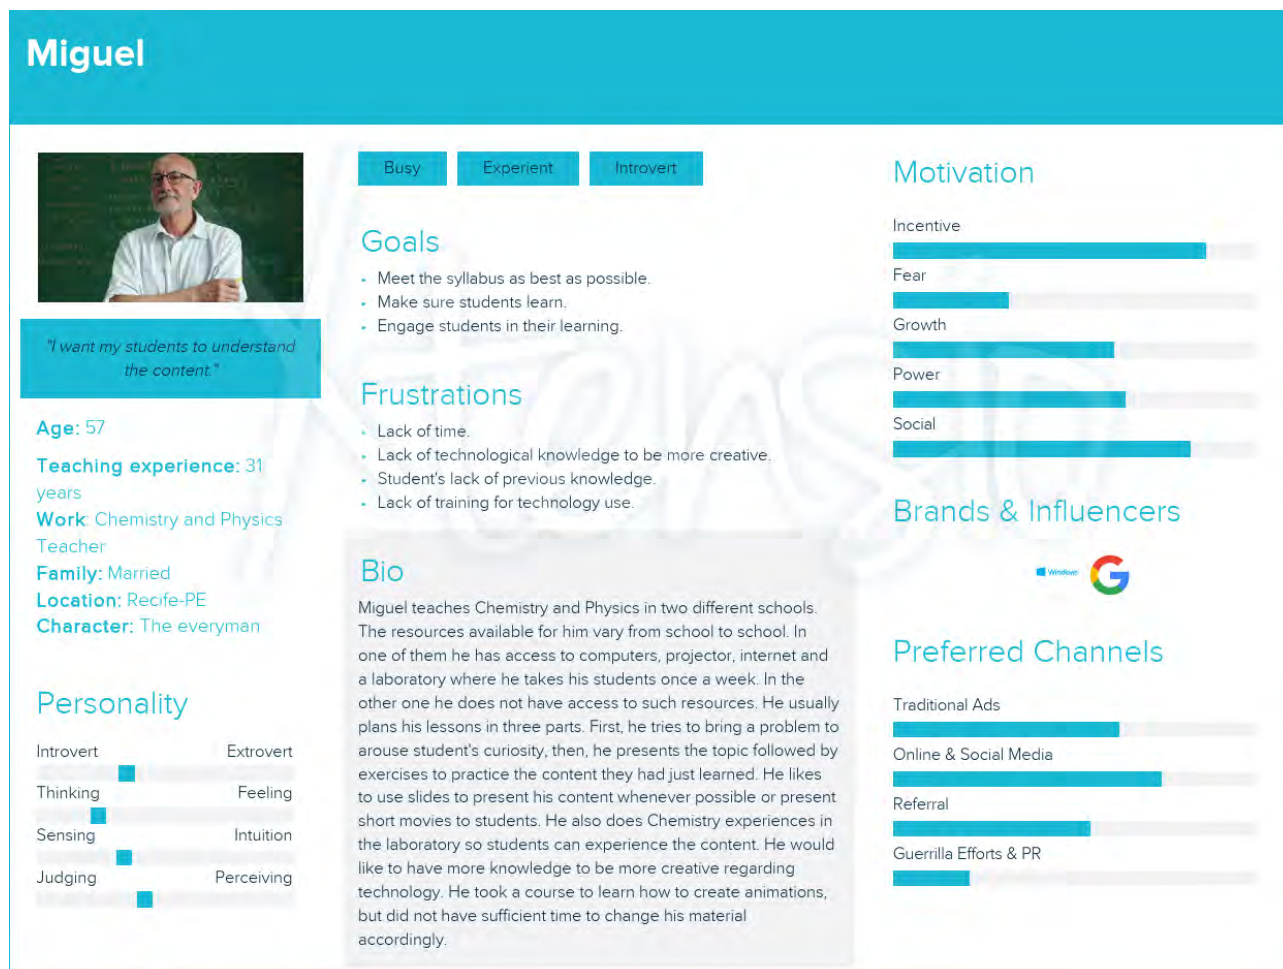 Miguel
"I want my students to understand
the content."
Age: 57
Teaching experience: 31
years
Work: Chemistry and Physics
Teacher
Family: Married
Location: Recife-PE
Character: The everyman
Personality
Introvert Extrovert
Thinking Feeling
Sensing Intuition
Judging Perceiving
Busy Experient Introvert
Goals
Meet the syllabus as best as possible.
Make sure students learn.
Engage students in their learning.
Frustrations
Lack of time.
Lack of technological knowledge to be more creative.
Student's lack of previous knowledge.
Lack of training for technology use.
Bio
Miguel teaches Chemistry and Physics in two different schools.
The resources available for him vary from school to school. In
one of them he has access to computers, projector, internet and
a laboratory where he takes his students once a week. In the
other one he does not have access to such resources. He usually
plans his lessons in three parts. First, he tries to bring a problem to
arouse student's curiosity, then, he presents the topic followed by
exercises to practice the content they had just learned. He likes
to use slides to present his content whenever possible or present
short movies to students. He also does Chemistry experiences in
the laboratory so students can experience the content. He would
like to have more knowledge to be more creative regarding
technology. He took a course to learn how to create animations,
but did not have sufficient time to change his material
accordingly.
Motivation
Incentive
Fear
Growth
Power
Social
Brands & Influencers
Windows G
Preferred Channels
Traditional Ads
Online & Social Media
Referral
Guerrilla Efforts & PR
Xtensio